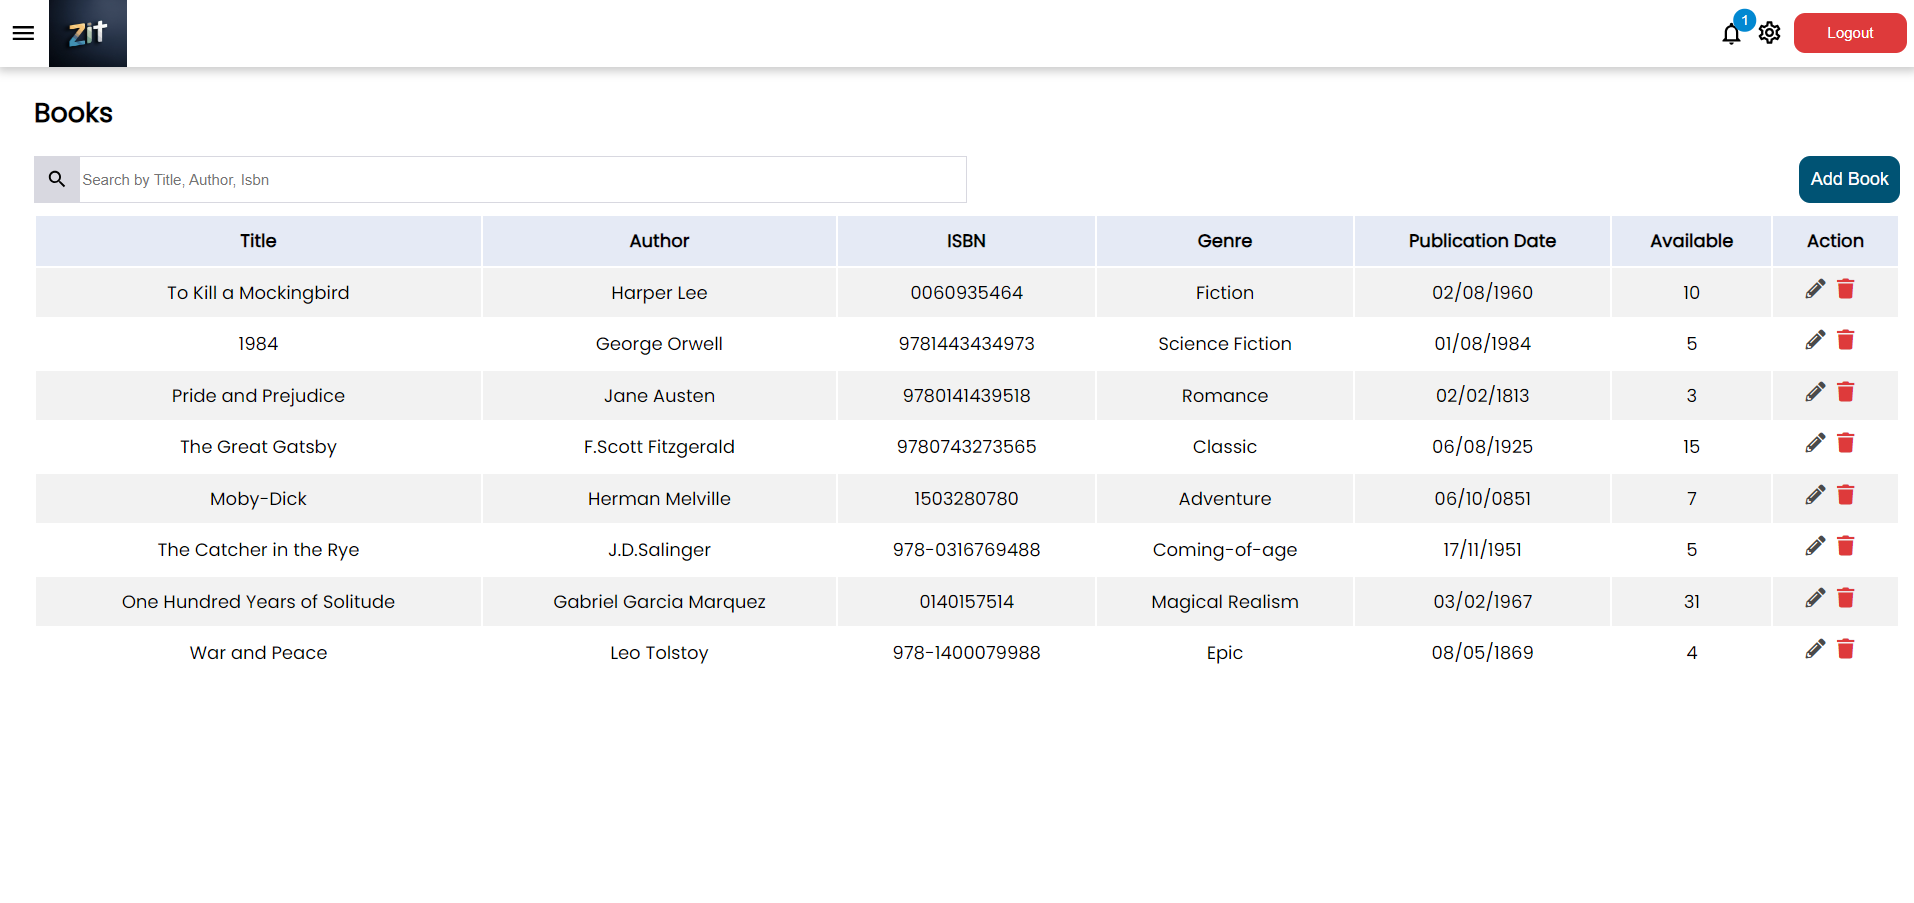 Zit
1
Logout
Books
Search by Title, Author, Isbn
Add Book
Title Author ISBN Genre Publication Date Available Action
To Kill a Mockingbird Harper Lee 0060935464 Fiction 02/08/1960 10
1984 George Orwell 9781443434973 Science Fiction 01/08/1984 5
Pride and Prejudice Jane Austen 9780141439518 Romance 02/02/1813 3
The Great Gatsby F.Scott Fitzgerald 9780743273565 Classic 06/08/1925 15
Moby-Dick Herman Melville 1503280780 Adventure 06/10/0851 7
The Catcher in the Rye J.D.Salinger 978-0316769488 Coming-of-age 17/11/1951 5
One Hundred Years of Solitude Gabriel Garcia Marquez 0140157514 Magical Realism 03/02/1967 31
War and Peace Leo Tolstoy 978-1400079988 Epic 08/05/1869 4